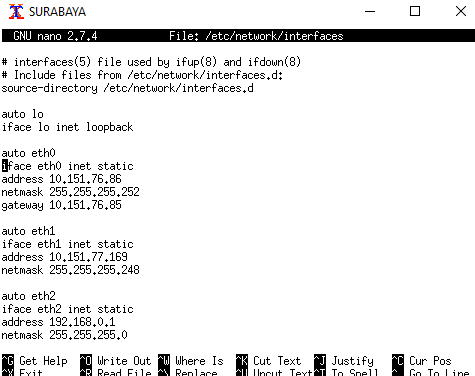 SURABAYA
GNU nano 2.7.4 File: /etc/network/interfaces
# interfaces(5) file used by ifup(8) and ifdown(8)
# Include files from /etc/network/interfaces.d:
source-directory /etc/network/interfaces.d
auto lo
iface lo inet loopback
auto eth0
iface eth0 inet static
address 10.151.76.86
netmask 255.255.255.252
gateway 10.151.76.85
auto eth1
iface eth1 inet static
address 10.151.77.169
netmask 255.255.255.248
auto eth2
iface eth2 inet static
address 192.168.0.1
netmask 255.255.255.0
^G Get Help ^O Write Out ^W Where Is ^K Cut Text ^J Justify ^C Cur Pos
^X Exit ^R Read File ^\ Replace ^U Uncut Text ^T To Spell ^_ Go To Line